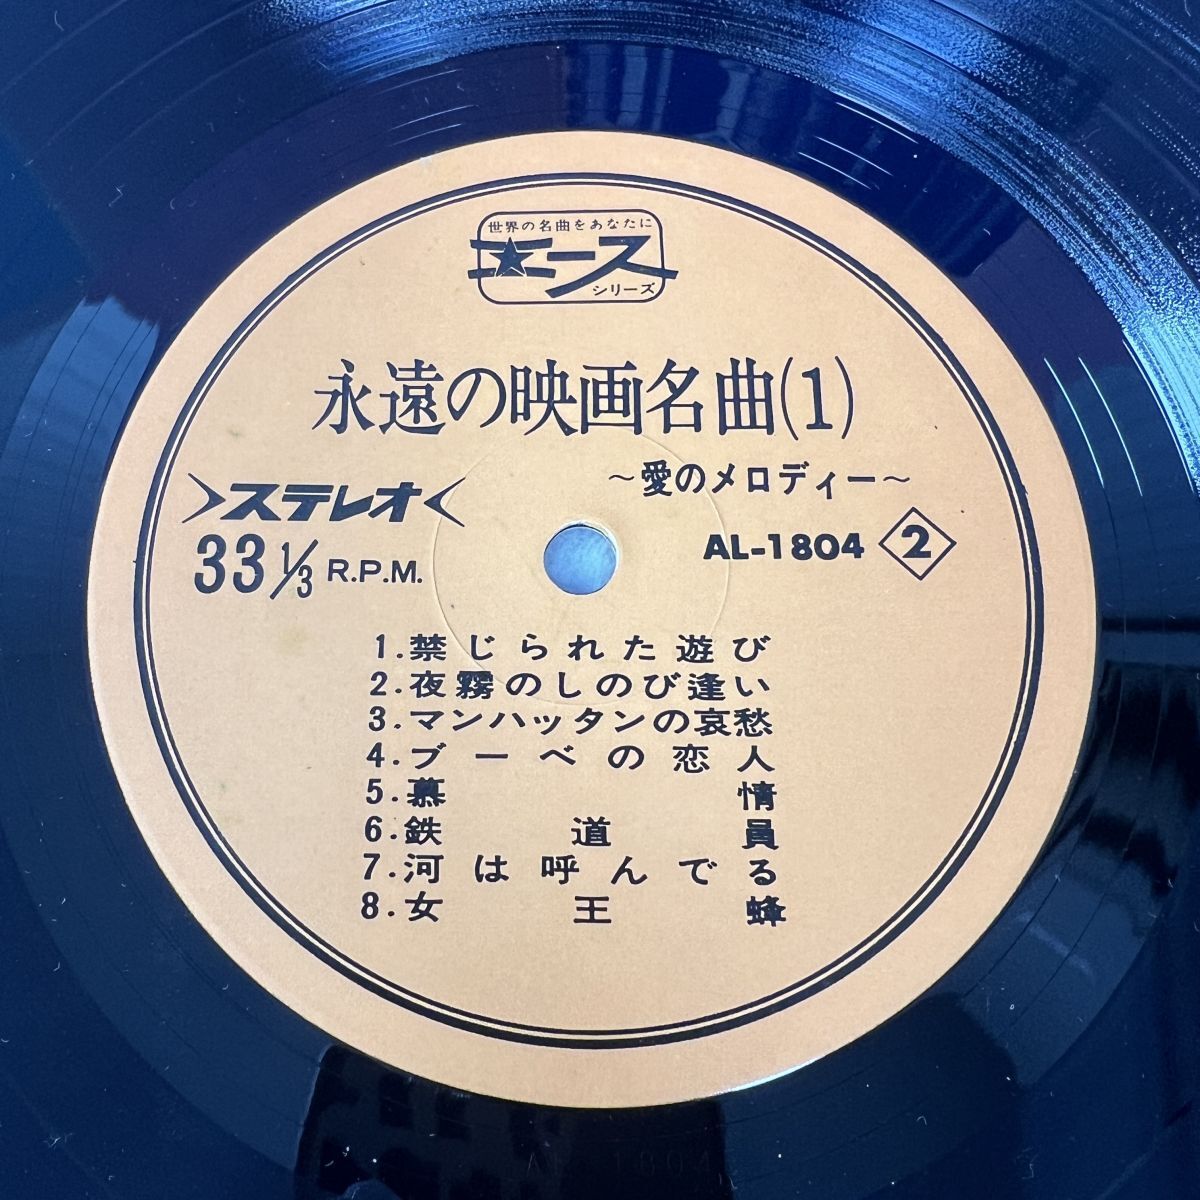 世界の名曲をあなたに
エース
シリーズ
永遠の映画名曲(1)
～愛のメロディー～
ステレオ
33 1/3 R.P.M.
AL-1804 2
1.禁じられた遊び
2.夜霧のしのび逢い
3.マンハッタンの哀愁
4.ブーベの恋人
5.慕情
6.鉄道員
7.河は呼んでる
8.女王蜂